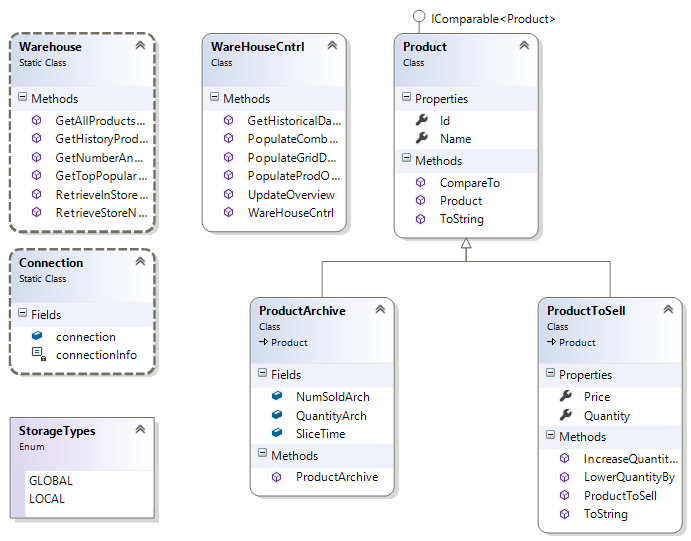 IComparable<Product>
Warehouse
Static Class
Methods
GetAllProducts...
GetHistoryProd...
GetNumberAn...
GetTopPopular...
RetrieveInStore...
RetrieveStoreN...
WareHouseCntrl
Class
Methods
GetHistoricalDa...
PopulateComb...
PopulateGridD...
PopulateProdO...
UpdateOverview
WareHouseCntrl
Product
Class
Properties
Id
Name
Methods
CompareTo
Product
ToString
Connection
Static Class
Fields
connection
connectionInfo
ProductArchive
Class
Product
Fields
NumSoldArch
QuantityArch
SliceTime
Methods
ProductArchive
ProductToSell
Class
Product
Properties
Price
Quantity
Methods
IncreaseQuantit...
LowerQuantityBy
ProductToSell
ToString
StorageTypes
Enum
GLOBAL
LOCAL